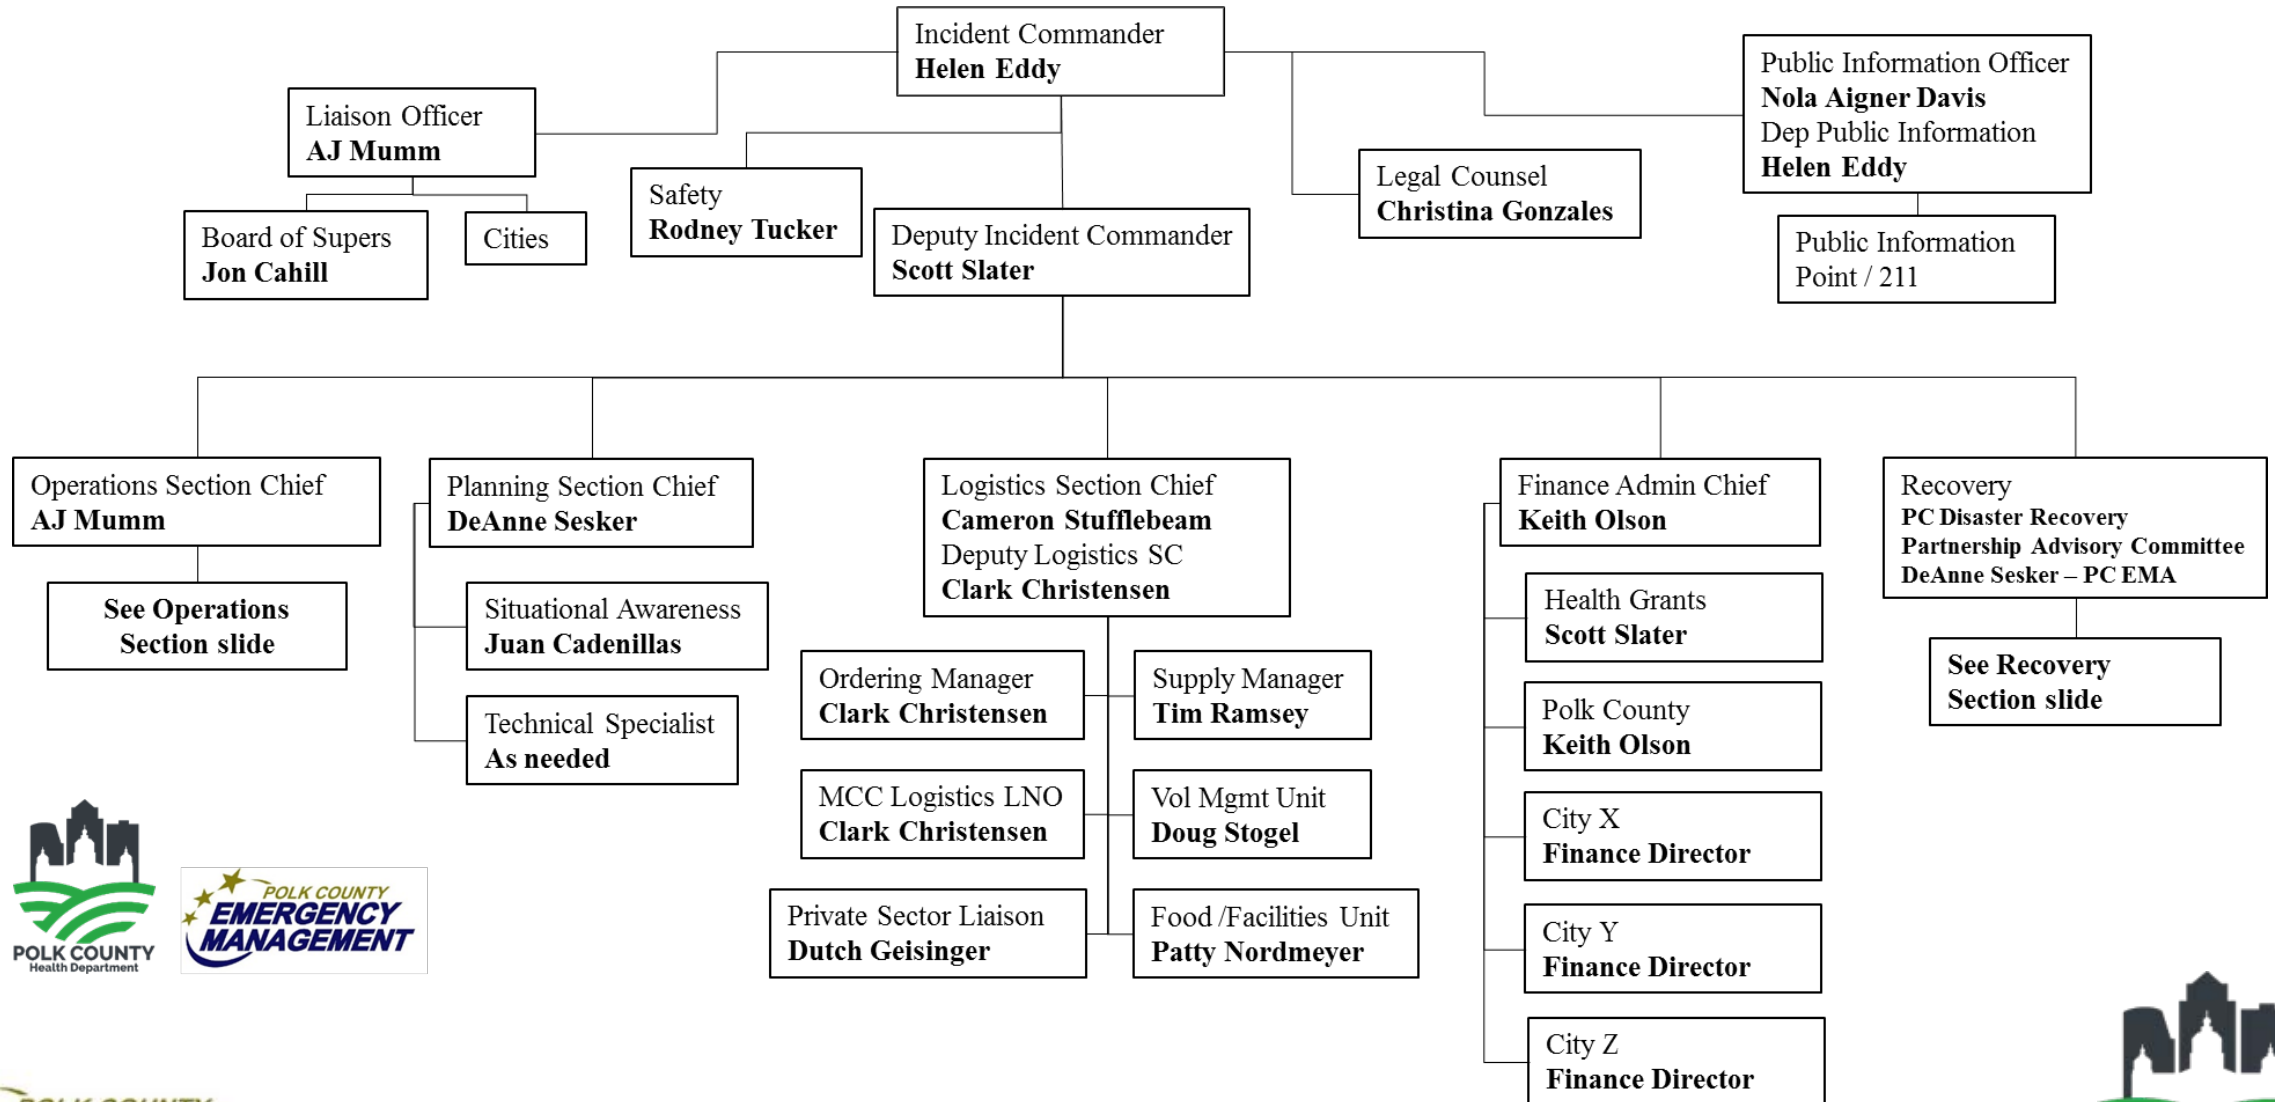 Incident Commander
Helen Eddy
Liaison Officer
AJ Mumm
Board of Supers
Jon Cahill
Cities
Safety
Rodney Tucker
Deputy Incident Commander
Scott Slater
Legal Counsel
Christina Gonzales
Public Information Officer
Nola Aigner Davis
Dep Public Information
Helen Eddy
Public Information
Point / 211
Operations Section Chief
AJ Mumm
See Operations
Section slide
Planning Section Chief
DeAnne Sesker
Situational Awareness
Juan Cadenillas
Technical Specialist
As needed
Logistics Section Chief
Cameron Stufflebeam
Deputy Logistics SC
Clark Christensen
Ordering Manager
Clark Christensen
Supply Manager
Tim Ramsey
MCC Logistics LNO
Clark Christensen
Vol Mgmt Unit
Doug Stogel
Private Sector Liaison
Dutch Geisinger
Food /Facilities Unit
Patty Nordmeyer
Finance Admin Chief
Keith Olson
Health Grants
Scott Slater
Polk County
Keith Olson
City X
Finance Director
City Y
Finance Director
City Z
Finance Director
Recovery
PC Disaster Recovery
Partnership Advisory Committee
DeAnne Sesker – PC EMA
See Recovery
Section slide
POLK COUNTY
Health Department
POLK COUNTY
EMERGENCY
MANAGEMENT
POLK COUNTY